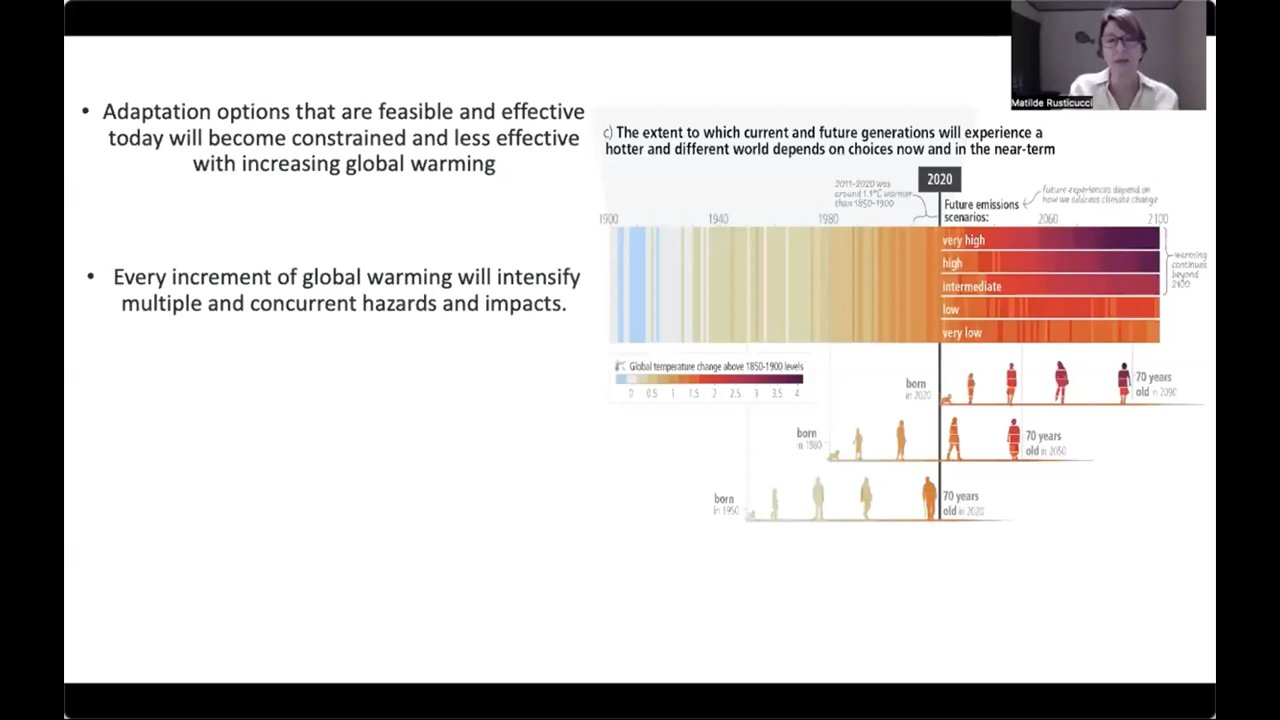 Matilde Rusticucci
• Adaptation options that are feasible and effective
today will become constrained and less effective
with increasing global warming
• Every increment of global warming will intensify
multiple and concurrent hazards and impacts.
c) The extent to which current and future generations will experience a
hotter and different world depends on choices now and in the near-term
2011-2020 was
around 1.1°C warmer
than 1850-1900
2020
future experiences depend on
how we address climate change
Future emissions
scenarios:
1900 1940 1980 2060 2100
very high
high
intermediate
low
very low
warming
continues
beyond
2100
°C Global temperature change above 1850-1900 levels
0 0.5 1 1.5 2 2.5 3 3.5 4
born
in 2020
70 years
old in 2090
born
in 1980
70 years
old in 2050
born
in 1950
70 years
old in 2020